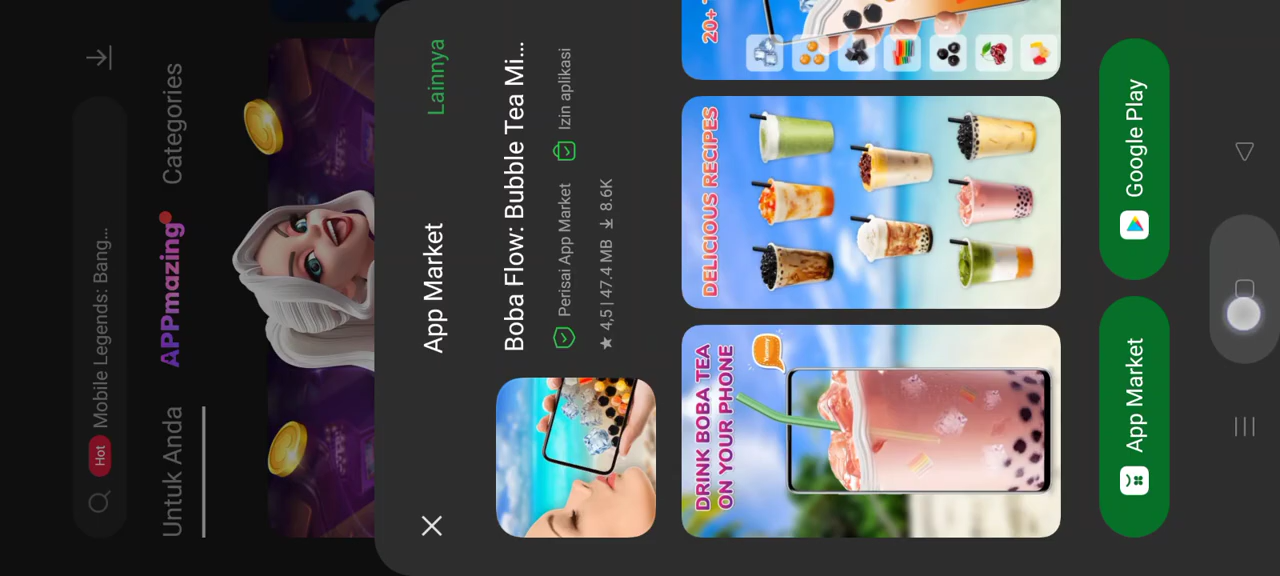 Hot Mobile Legends: Bang...
Untuk Anda APPmazing Categories
App Market Lainnya
Boba Flow: Bubble Tea Mi...
Perisai App Market Izin aplikasi
4,5 | 47.4 MB 8.6K
DRINK BOBA TEA
ON YOUR PHONE
Yummy
DELICIOUS RECIPES
20+
App Market
Google Play